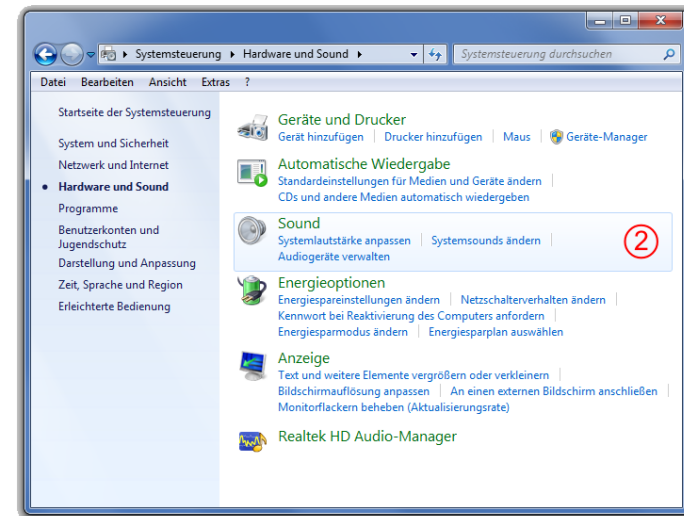 Systemsteuerung Hardware und Sound Systemsteuerung durchsuchen
Datei Bearbeiten Ansicht Extras ?
Startseite der Systemsteuerung
System und Sicherheit
Netzwerk und Internet
Hardware und Sound
Programme
Benutzerkonten und
Jugendschutz
Darstellung und Anpassung
Zeit, Sprache und Region
Erleichterte Bedienung
Geräte und Drucker
Gerät hinzufügen Drucker hinzufügen Maus Geräte-Manager
Automatische Wiedergabe
Standardeinstellungen für Medien und Geräte ändern
CDs und andere Medien automatisch wiedergeben
Sound
Systemlautstärke anpassen Systemsounds ändern
Audiogeräte verwalten
2
Energieoptionen
Energiespareinstellungen ändern Netzschalterverhalten ändern
Kennwort bei Reaktivierung des Computers anfordern
Energiesparmodus ändern Energiesparplan auswählen
Anzeige
Text und weitere Elemente vergrößern oder verkleinern
Bildschirmauflösung anpassen An einen externen Bildschirm anschließen
Monitorflackern beheben (Aktualisierungsrate)
Realtek HD Audio-Manager